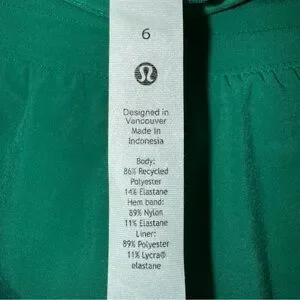 6
Designed in
Vancouver
Made In
Indonesia
Body:
86% Recycled
Polyester
14% Elastane
Hem band:
89% Nylon
11% Elastane
Liner:
89% Polyester
11% Lycra®
elastane